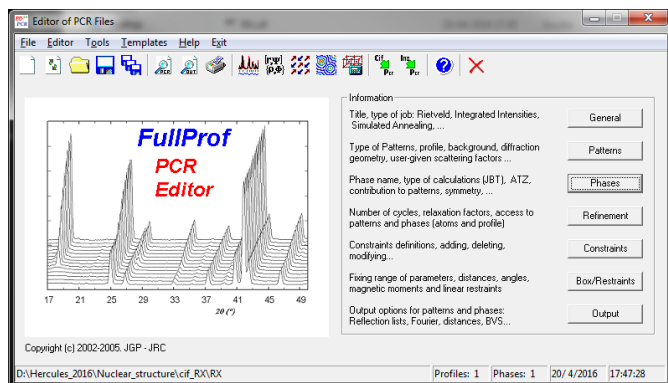 Editor of PCR Files
File Editor Tools Templates Help Exit
FullProf
PCR
Editor
17 21 25 29 33 37 41 45 49
2θ (°)
Copyright (c) 2002-2005. JGP - JRC
Information
Title, type of job: Rietveld, Integrated Intensities,
Simulated Annealing, ...
General
Type of Patterns, profile, background, diffraction
geometry, user-given scattering factors ...
Patterns
Phase name, type of calculations (JBT), ATZ,
contribution to patterns, symmetry, ...
Phases
Number of cycles, relaxation factors, access to
patterns and phases (atoms and profile)
Refinement
Constraints definitions, adding, deleting,
modifying...
Constraints
Fixing range of parameters, distances, angles,
magnetic moments and linear restraints
Box/Restraints
Output options for patterns and phases:
Reflection lists, Fourier, distances, BVS...
Output
D:\Hercules_2016\Nuclear_structure\cif_RX\RX Profiles: 1 Phases: 1 20/ 4/2016 17:47:28